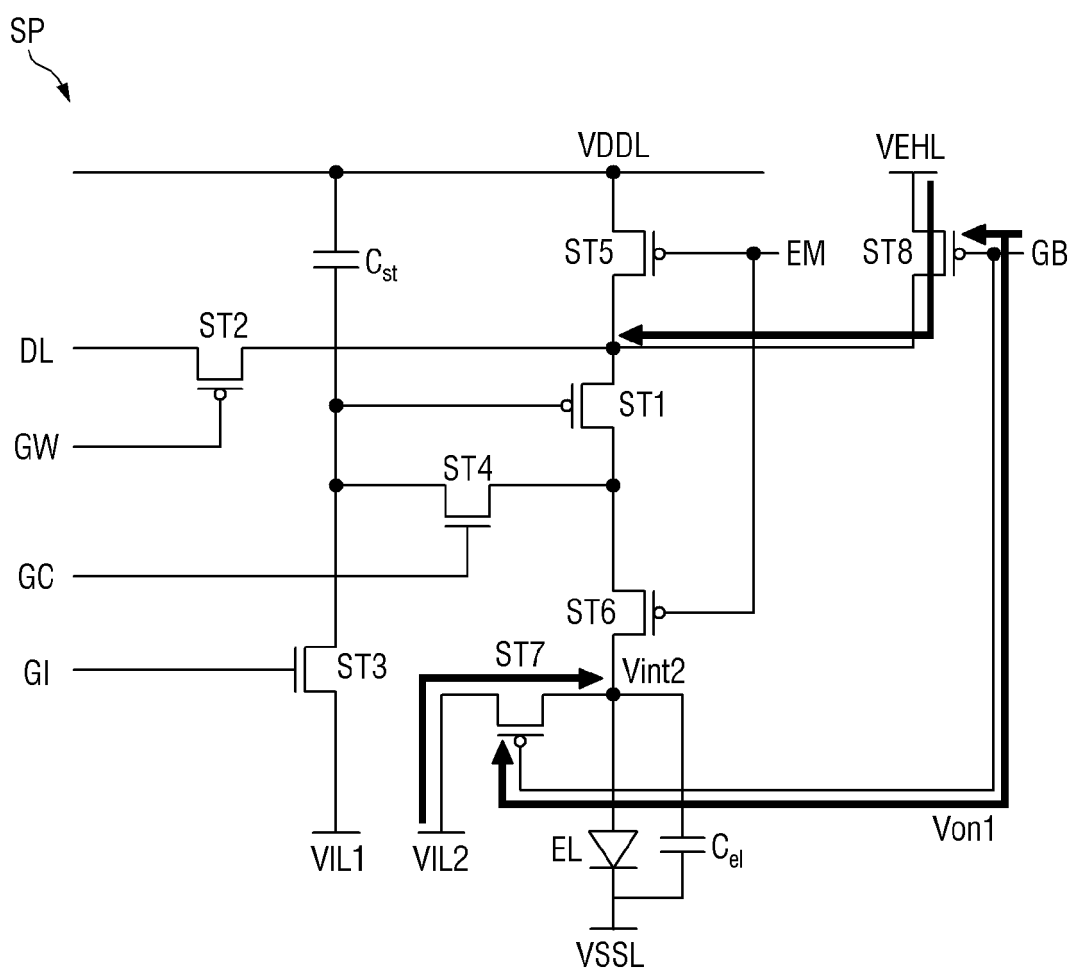 SP
VDDL
VEHL
ST5
EM
ST8
GB
Cst
ST2
DL
ST1
GW
ST4
GC
ST6
ST7
GI
ST3
Vint2
Von1
EL
Cel
VIL1
VIL2
VSSL